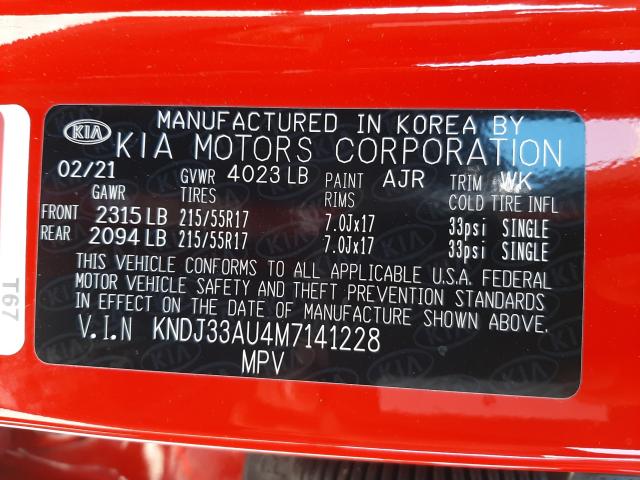 MANUFACTURED IN KOREA BY
KIA KIA MOTORS CORPORATION
02/21 GVWR 4023 LB PAINT AJR TRIM WK
GAWR TIRES RIMS COLD TIRE INFL
FRONT 2315 LB 215/55R17 7.0Jx17 33psi SINGLE
REAR 2094 LB 215/55R17 7.0Jx17 33psi SINGLE
THIS VEHICLE CONFORMS TO ALL APPLICABLE U.S.A. FEDERAL
MOTOR VEHICLE SAFETY AND THEFT PREVENTION STANDARDS
IN EFFECT ON THE DATE OF MANUFACTURE SHOWN ABOVE.
V.I.N KNDJ33AU4M7141228
MPV
T67